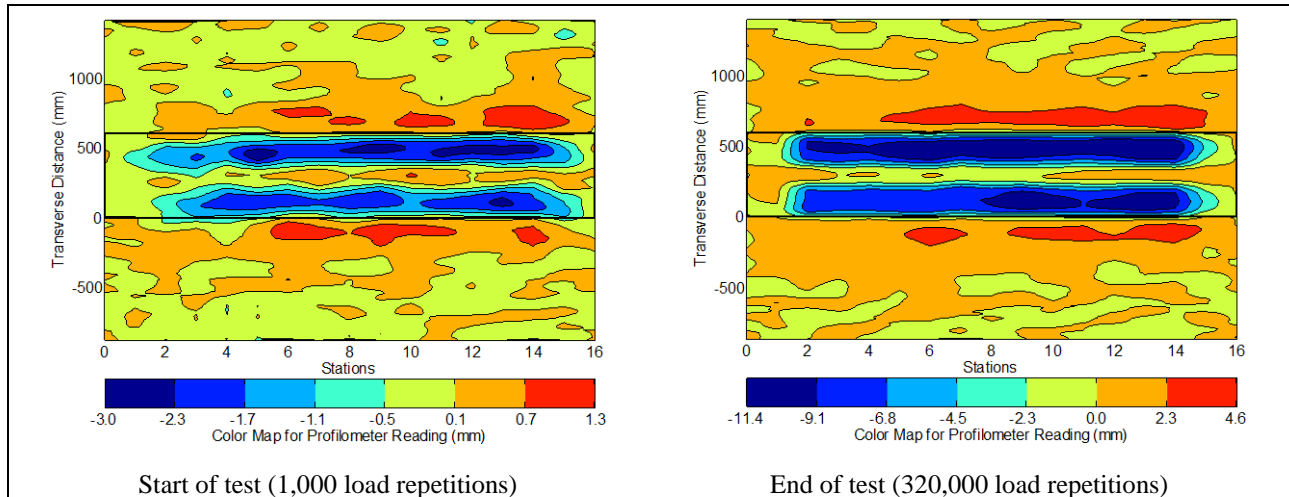 Transverse Distance (mm)
1000
500
0
-500
0 2 4 6 8 10 12 14 16
Stations
-3.0 -2.3 -1.7 -1.1 -0.5 0.1 0.7 1.3
Color Map for Profilometer Reading (mm)
Start of test (1,000 load repetitions)
Transverse Distance (mm)
1000
500
0
-500
0 2 4 6 8 10 12 14 16
Stations
-11.4 -9.1 -6.8 -4.5 -2.3 0.0 2.3 4.6
Color Map for Profilometer Reading (mm)
End of test (320,000 load repetitions)